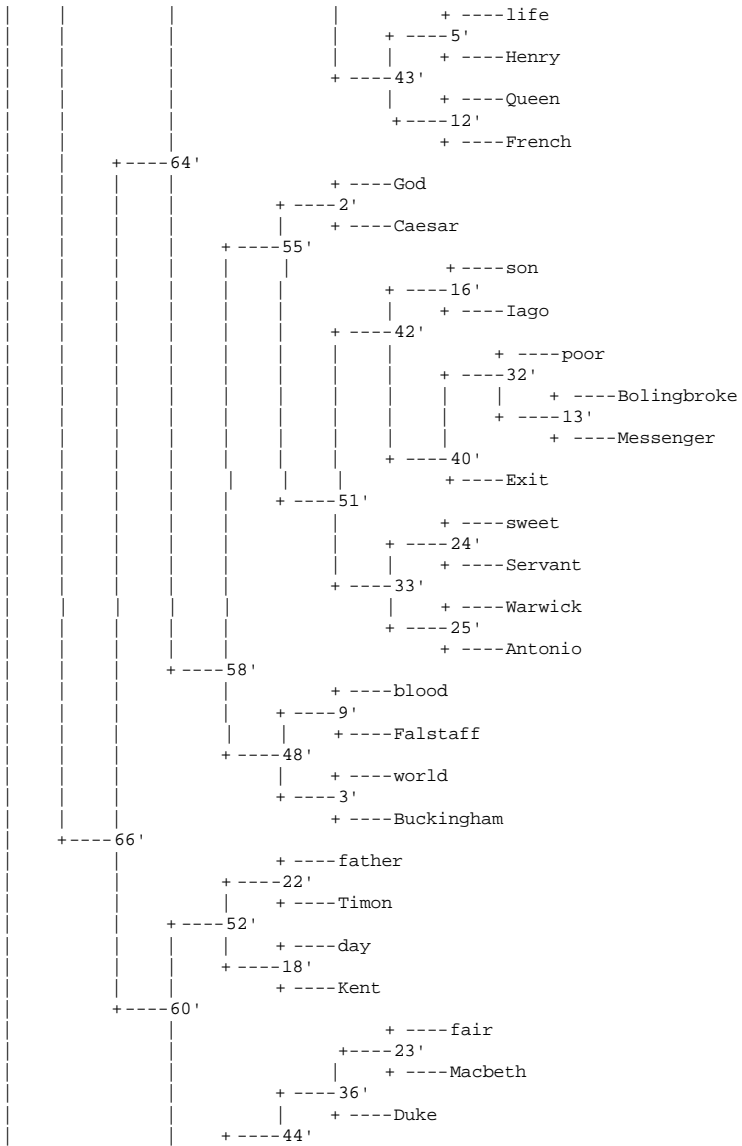 |    |         |              |    + ----life
|    |         |              |    + ----5'
|    |         |              |    |    + ----Henry
|    |         |              + ----43'
|    |         |                   |    + ----Queen
|    |         |                   + ----12'
|    |         |                        + ----French
|    |    +----64'
|    |    |    |              + ----God
|    |    |    |         + ----2'
|    |    |    |         |    + ----Caesar
|    |    |    |    + ----55'
|    |    |    |    |    |              + ----son
|    |    |    |    |    |         + ----16'
|    |    |    |    |    |         |    + ----Iago
|    |    |    |    |    |    + ----42'
|    |    |    |    |    |    |    |         + ----poor
|    |    |    |    |    |    |    |    + ----32'
|    |    |    |    |    |    |    |    |    |    + ----Bolingbroke
|    |    |    |    |    |    |    |    |    + ----13'
|    |    |    |    |    |    |    |    |         + ----Messenger
|    |    |    |    |    |    |    + ----40'
|    |    |    |    |    |    |         + ----Exit
|    |    |    |    |    + ----51'
|    |    |    |    |         |         + ----sweet
|    |    |    |    |         |    + ----24'
|    |    |    |    |         |    |    + ----Servant
|    |    |    |    |         + ----33'
|    |    |    |    |              |    + ----Warwick
|    |    |    |    |              + ----25'
|    |    |    |    |                   + ----Antonio
|    |    |    + ----58'
|    |    |         |         + ----blood
|    |    |         |    + ----9'
|    |    |         |    |    + ----Falstaff
|    |    |         + ----48'
|    |    |              |    + ----world
|    |    |              + ----3'
|    |    |                   + ----Buckingham
|    +----66'
|         |              + ----father
|         |         + ----22'
|         |         |    + ----Timon
|         |    + ----52'
|         |    |    |    + ----day
|         |    |    + ----18'
|         |    |         + ----Kent
|         +----60'
|              |                   + ----fair
|              |              +----23'
|              |              |    + ----Macbeth
|              |         + ----36'
|              |         |    + ----Duke
|              |    + ----44'